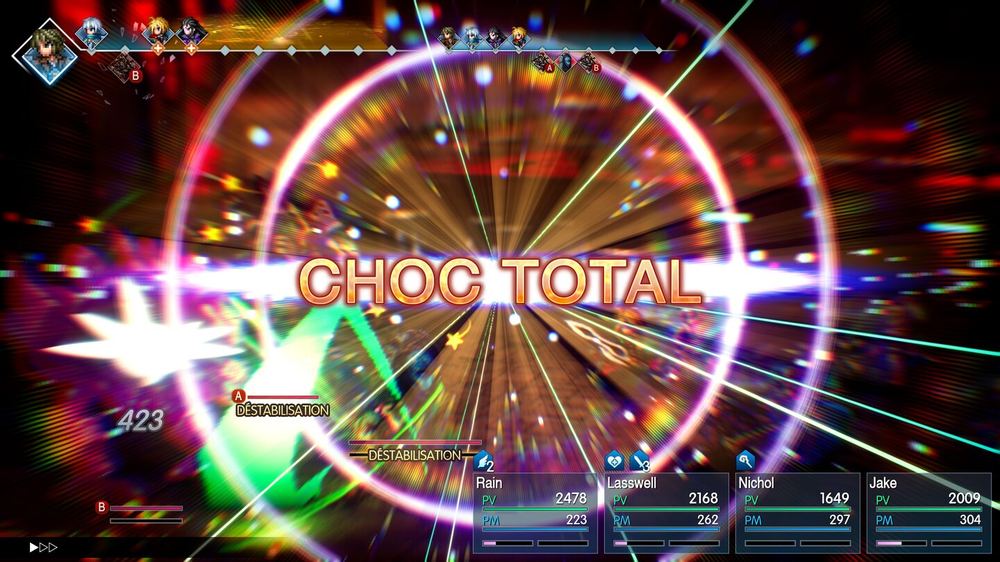 B
A
B
CHOC TOTAL
A
DÉSTABILISATION
423
DÉSTABILISATION
2
3
Rain
PV 2478
PM 223
Lasswell
PV 2168
PM 262
Nichol
PV 1649
PM 297
Jake
PV 2009
PM 304
B